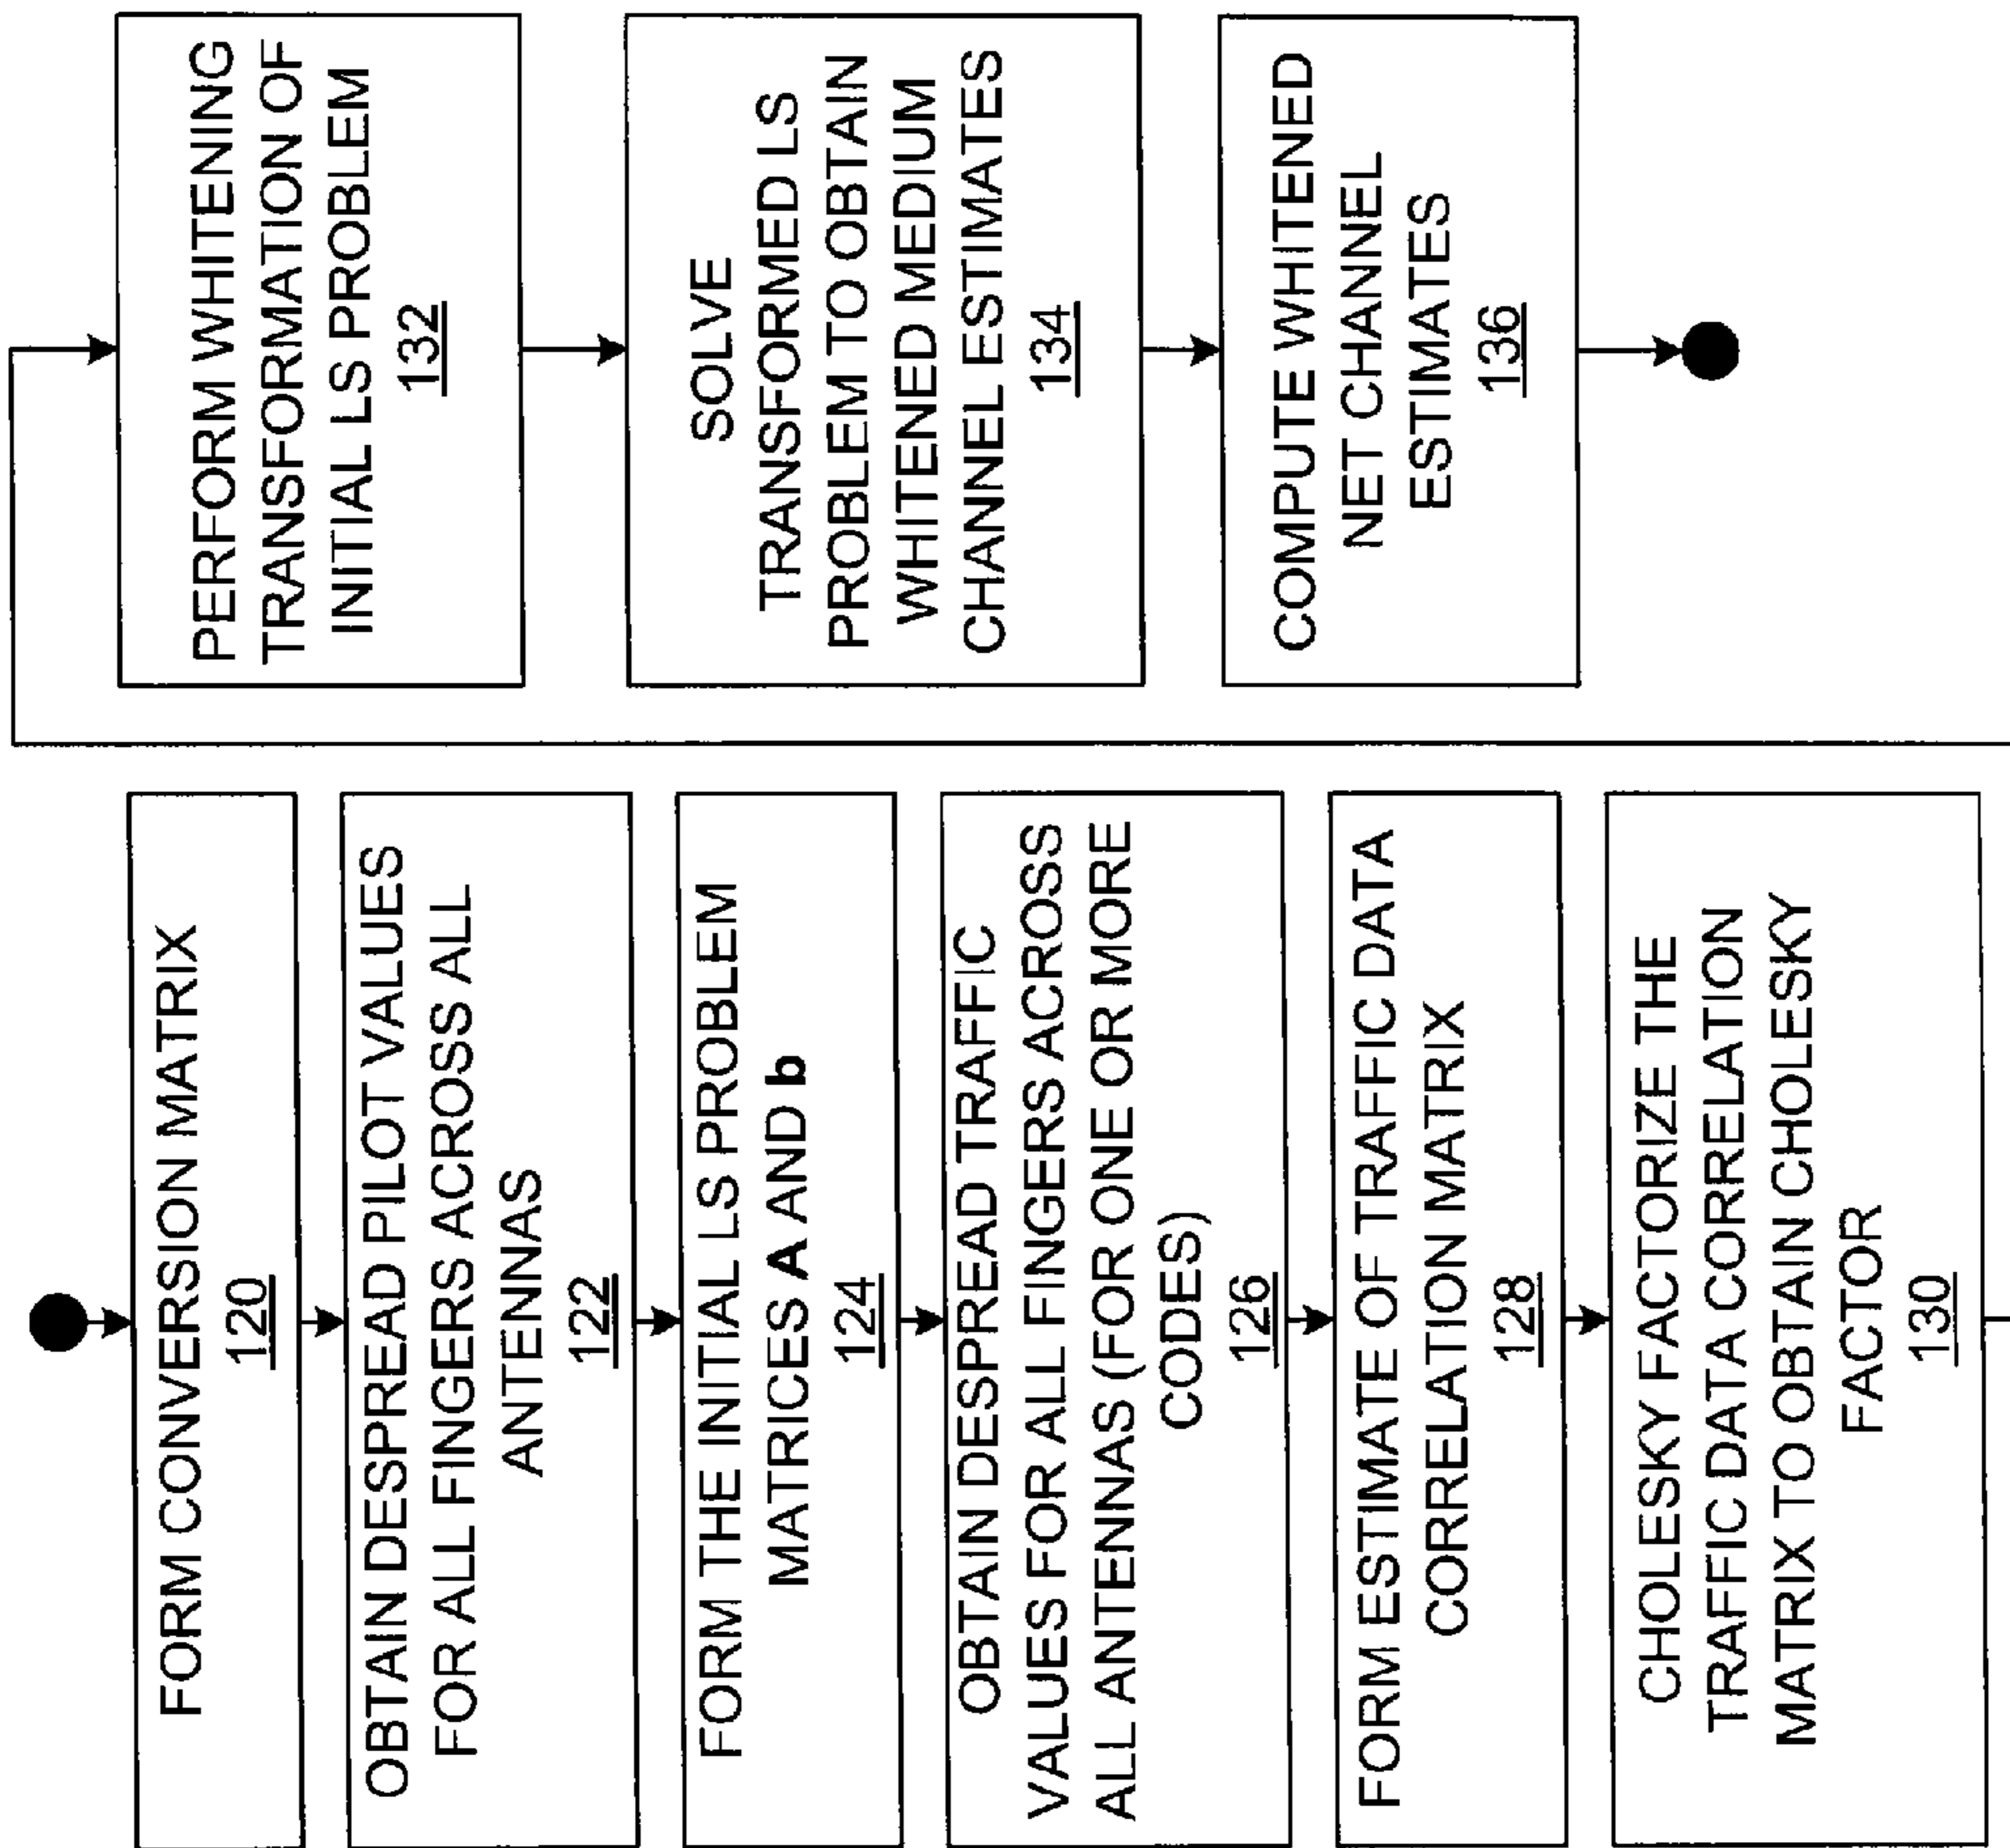 FORM CONVERSION MATRIX
120
OBTAIN DESPREAD PILOT VALUES
FOR ALL FINGERS ACROSS ALL
ANTENNAS
122
FORM THE INITIAL LS PROBLEM
MATRICES A AND b
124
OBTAIN DESPREAD TRAFFIC
VALUES FOR ALL FINGERS ACROSS
ALL ANTENNAS (FOR ONE OR MORE
CODES)
126
FORM ESTIMATE OF TRAFFIC DATA
CORRELATION MATRIX
128
CHOLESKY FACTORIZE THE
TRAFFIC DATA CORRELATION
MATRIX TO OBTAIN CHOLESKY
FACTOR
130
PERFORM WHITENING
TRANSFORMATION OF
INITIAL LS PROBLEM
132
SOLVE
TRANSFORMED LS
PROBLEM TO OBTAIN
WHITENED MEDIUM
CHANNEL ESTIMATES
134
COMPUTE WHITENED
NET CHANNEL
ESTIMATES
136